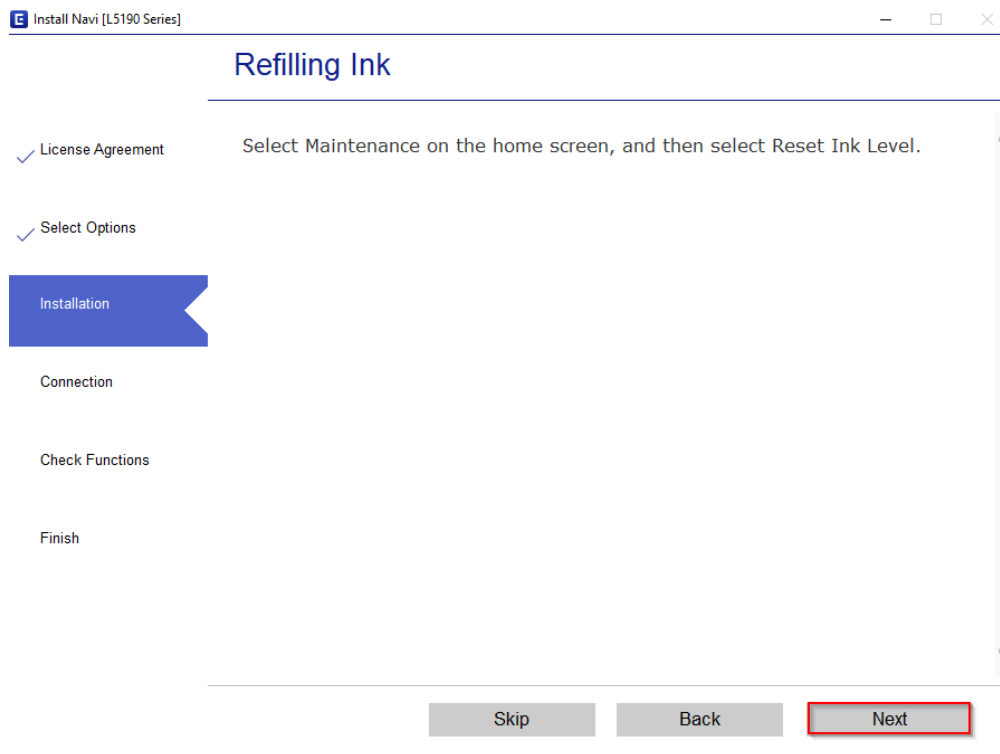 E Install Navi [L5190 Series]
Refilling Ink
License Agreement
Select Maintenance on the home screen, and then select Reset Ink Level.
Select Options
Installation
Connection
Check Functions
Finish
Skip Back Next